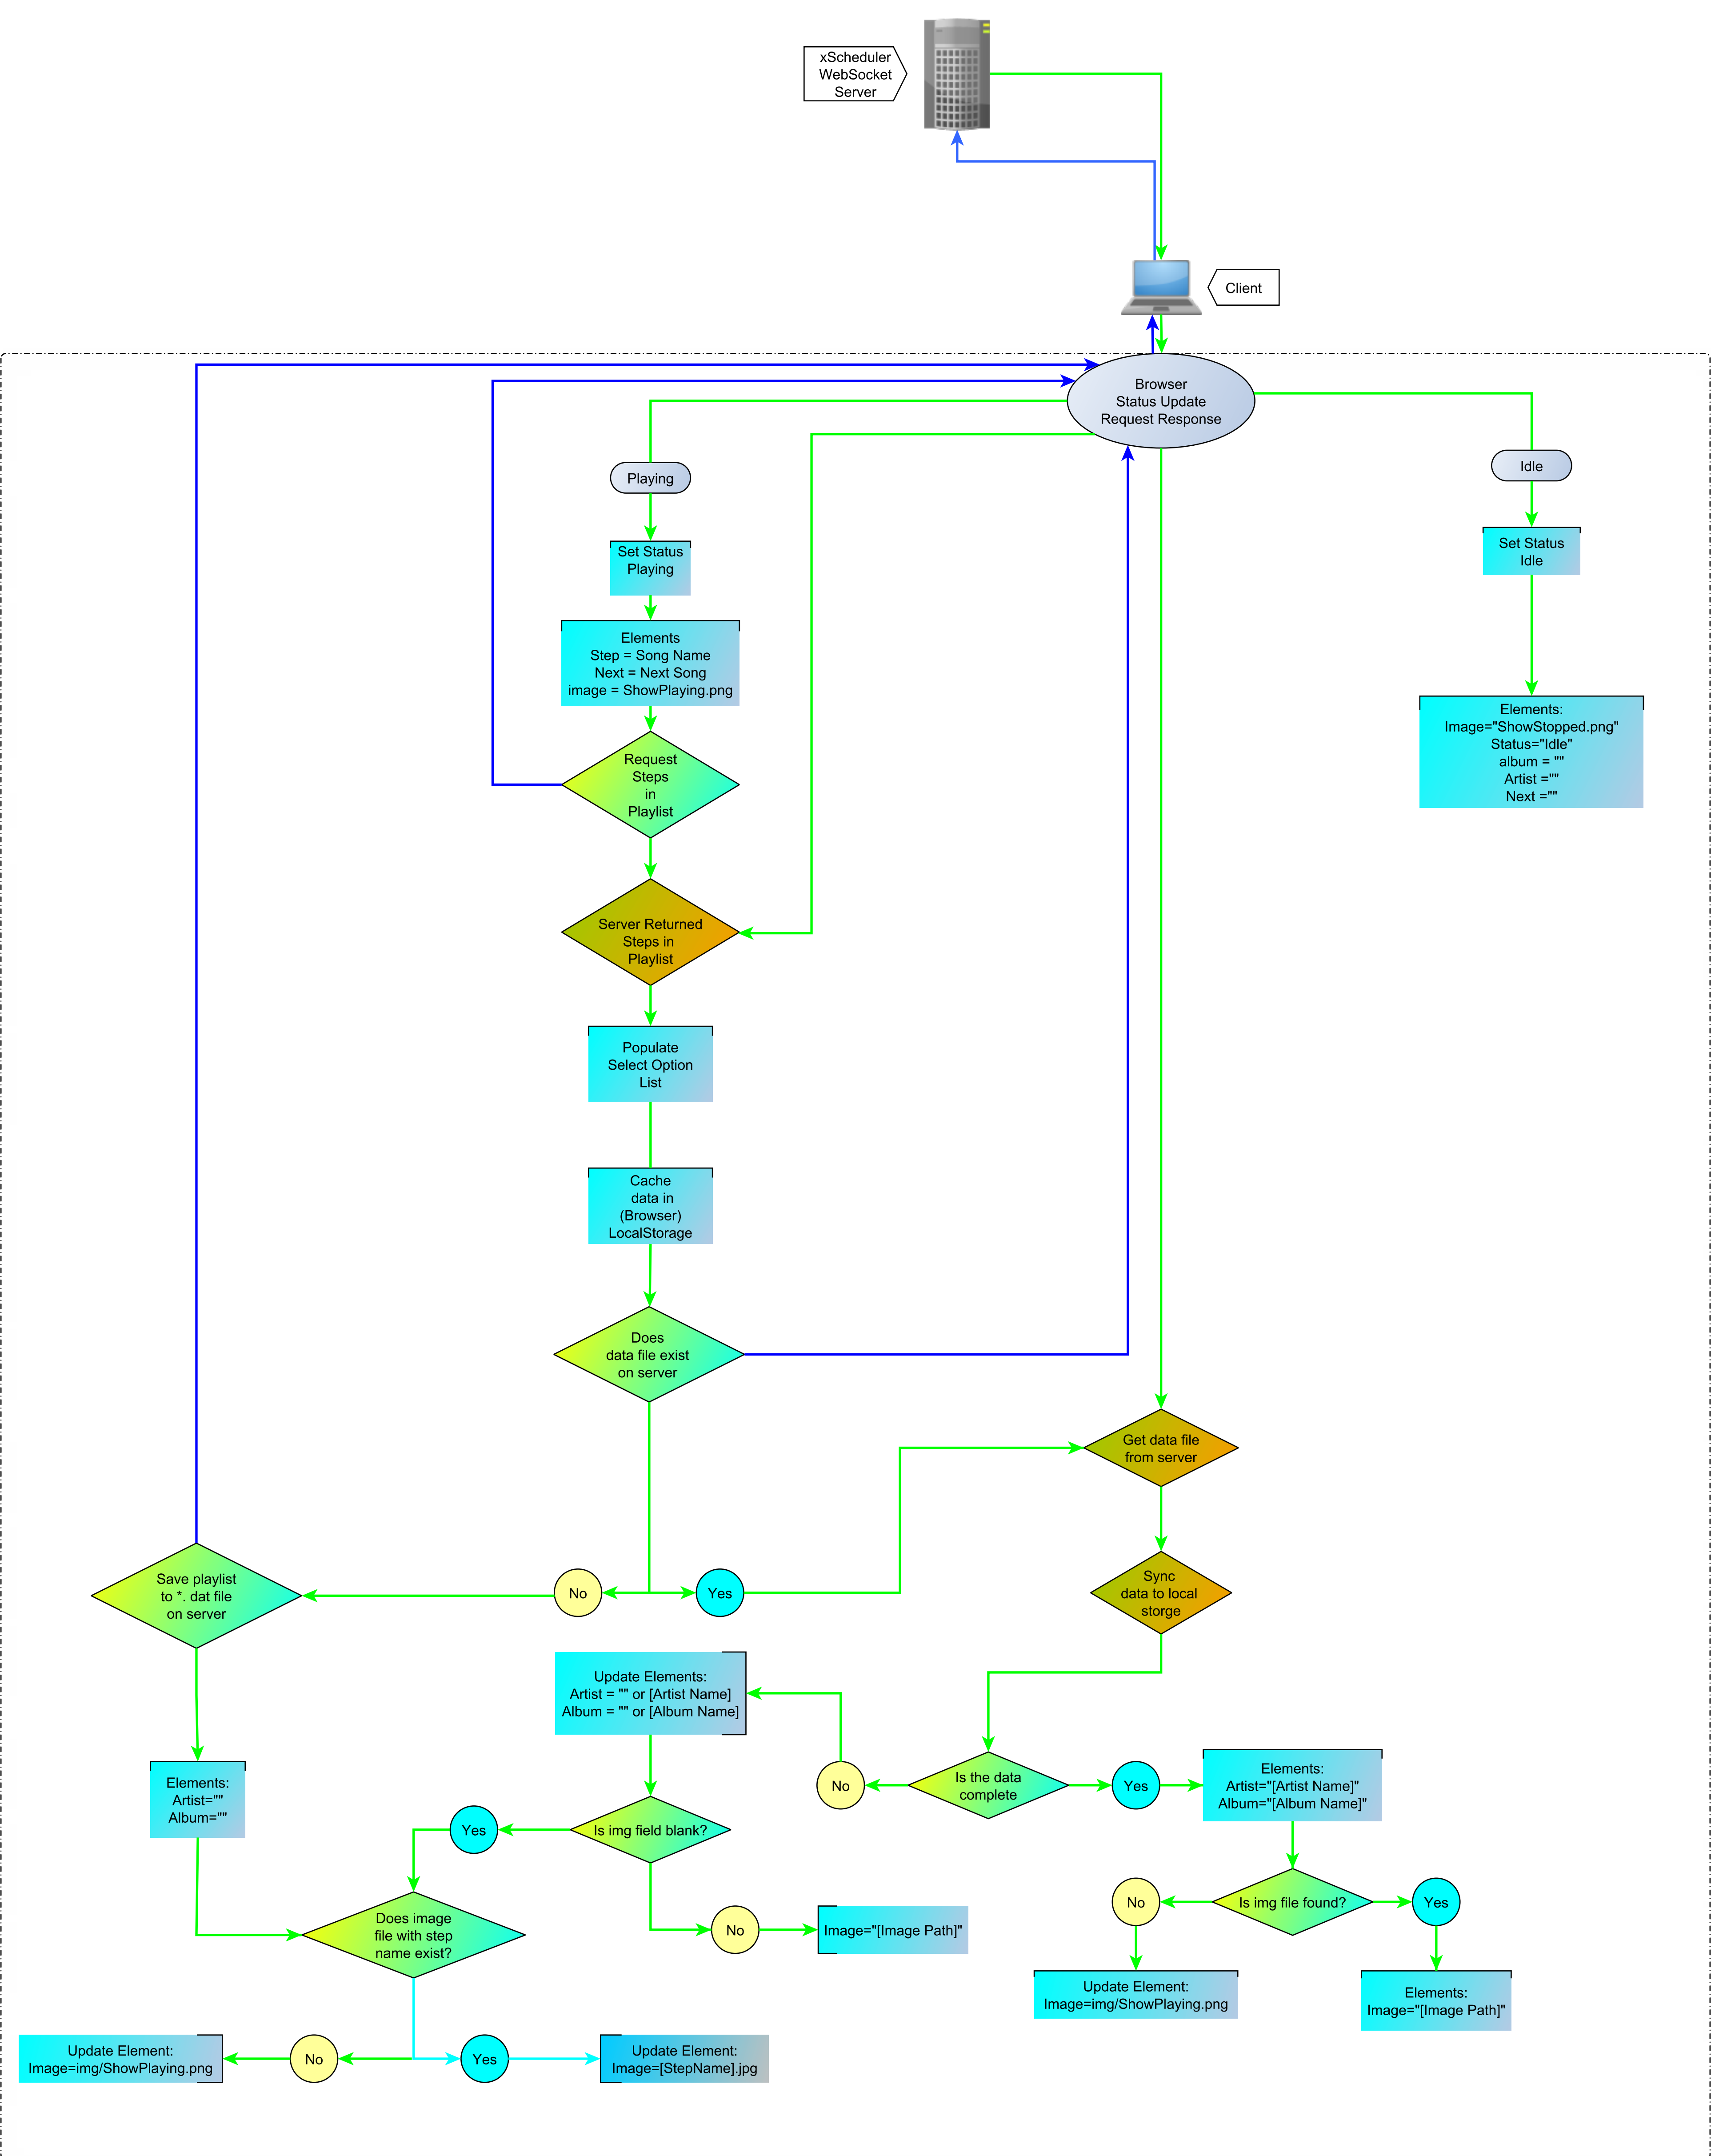 xScheduler
WebSocket
Server
Client
Browser
Status Update
Request Response
Playing
Idle
Set Status
Playing
Set Status
Idle
Elements
Step = Song Name
Next = Next Song
image = ShowPlaying.png
Elements:
Image="ShowStopped.png"
Status="Idle"
album = ""
Artist =""
Next =""
Request
Steps
in
Playlist
Server Returned
Steps in
Playlist
Populate
Select Option
List
Cache
data in
(Browser)
LocalStorage
Does
data file exist
on server
Get data file
from server
Save playlist
to *. dat file
on server
No
Yes
Sync
data to local
storge
Update Elements:
Artist = "" or [Artist Name]
Album = "" or [Album Name]
Elements:
Artist=""
Album=""
No
Is the data
complete
Yes
Elements:
Artist="[Artist Name]"
Album="[Album Name]"
Yes
Is img field blank?
Does image
file with step
name exist?
No
Image="[Image Path]"
No
Is img file found?
Yes
Update Element:
Image=img/ShowPlaying.png
Elements:
Image="[Image Path]"
Update Element:
Image=img/ShowPlaying.png
No
Yes
Update Element:
Image=[StepName].jpg